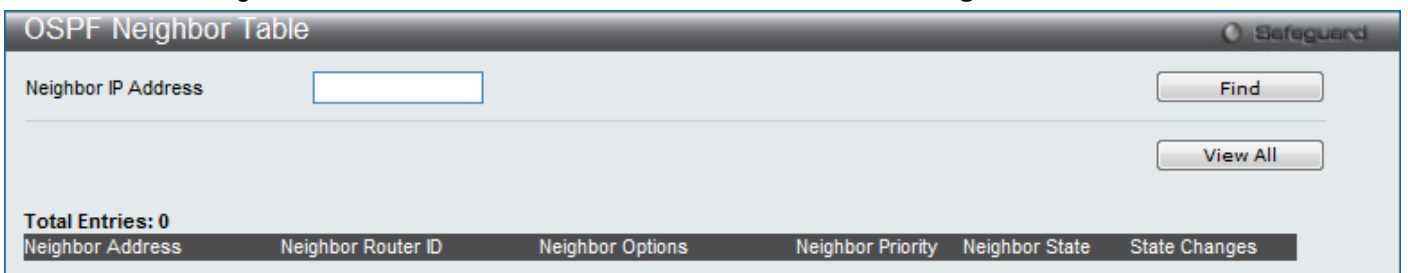 OSPF Neighbor Table
Safeguard
Neighbor IP Address
Find
View All
Total Entries: 0
Neighbor Address Neighbor Router ID Neighbor Options Neighbor Priority Neighbor State State Changes